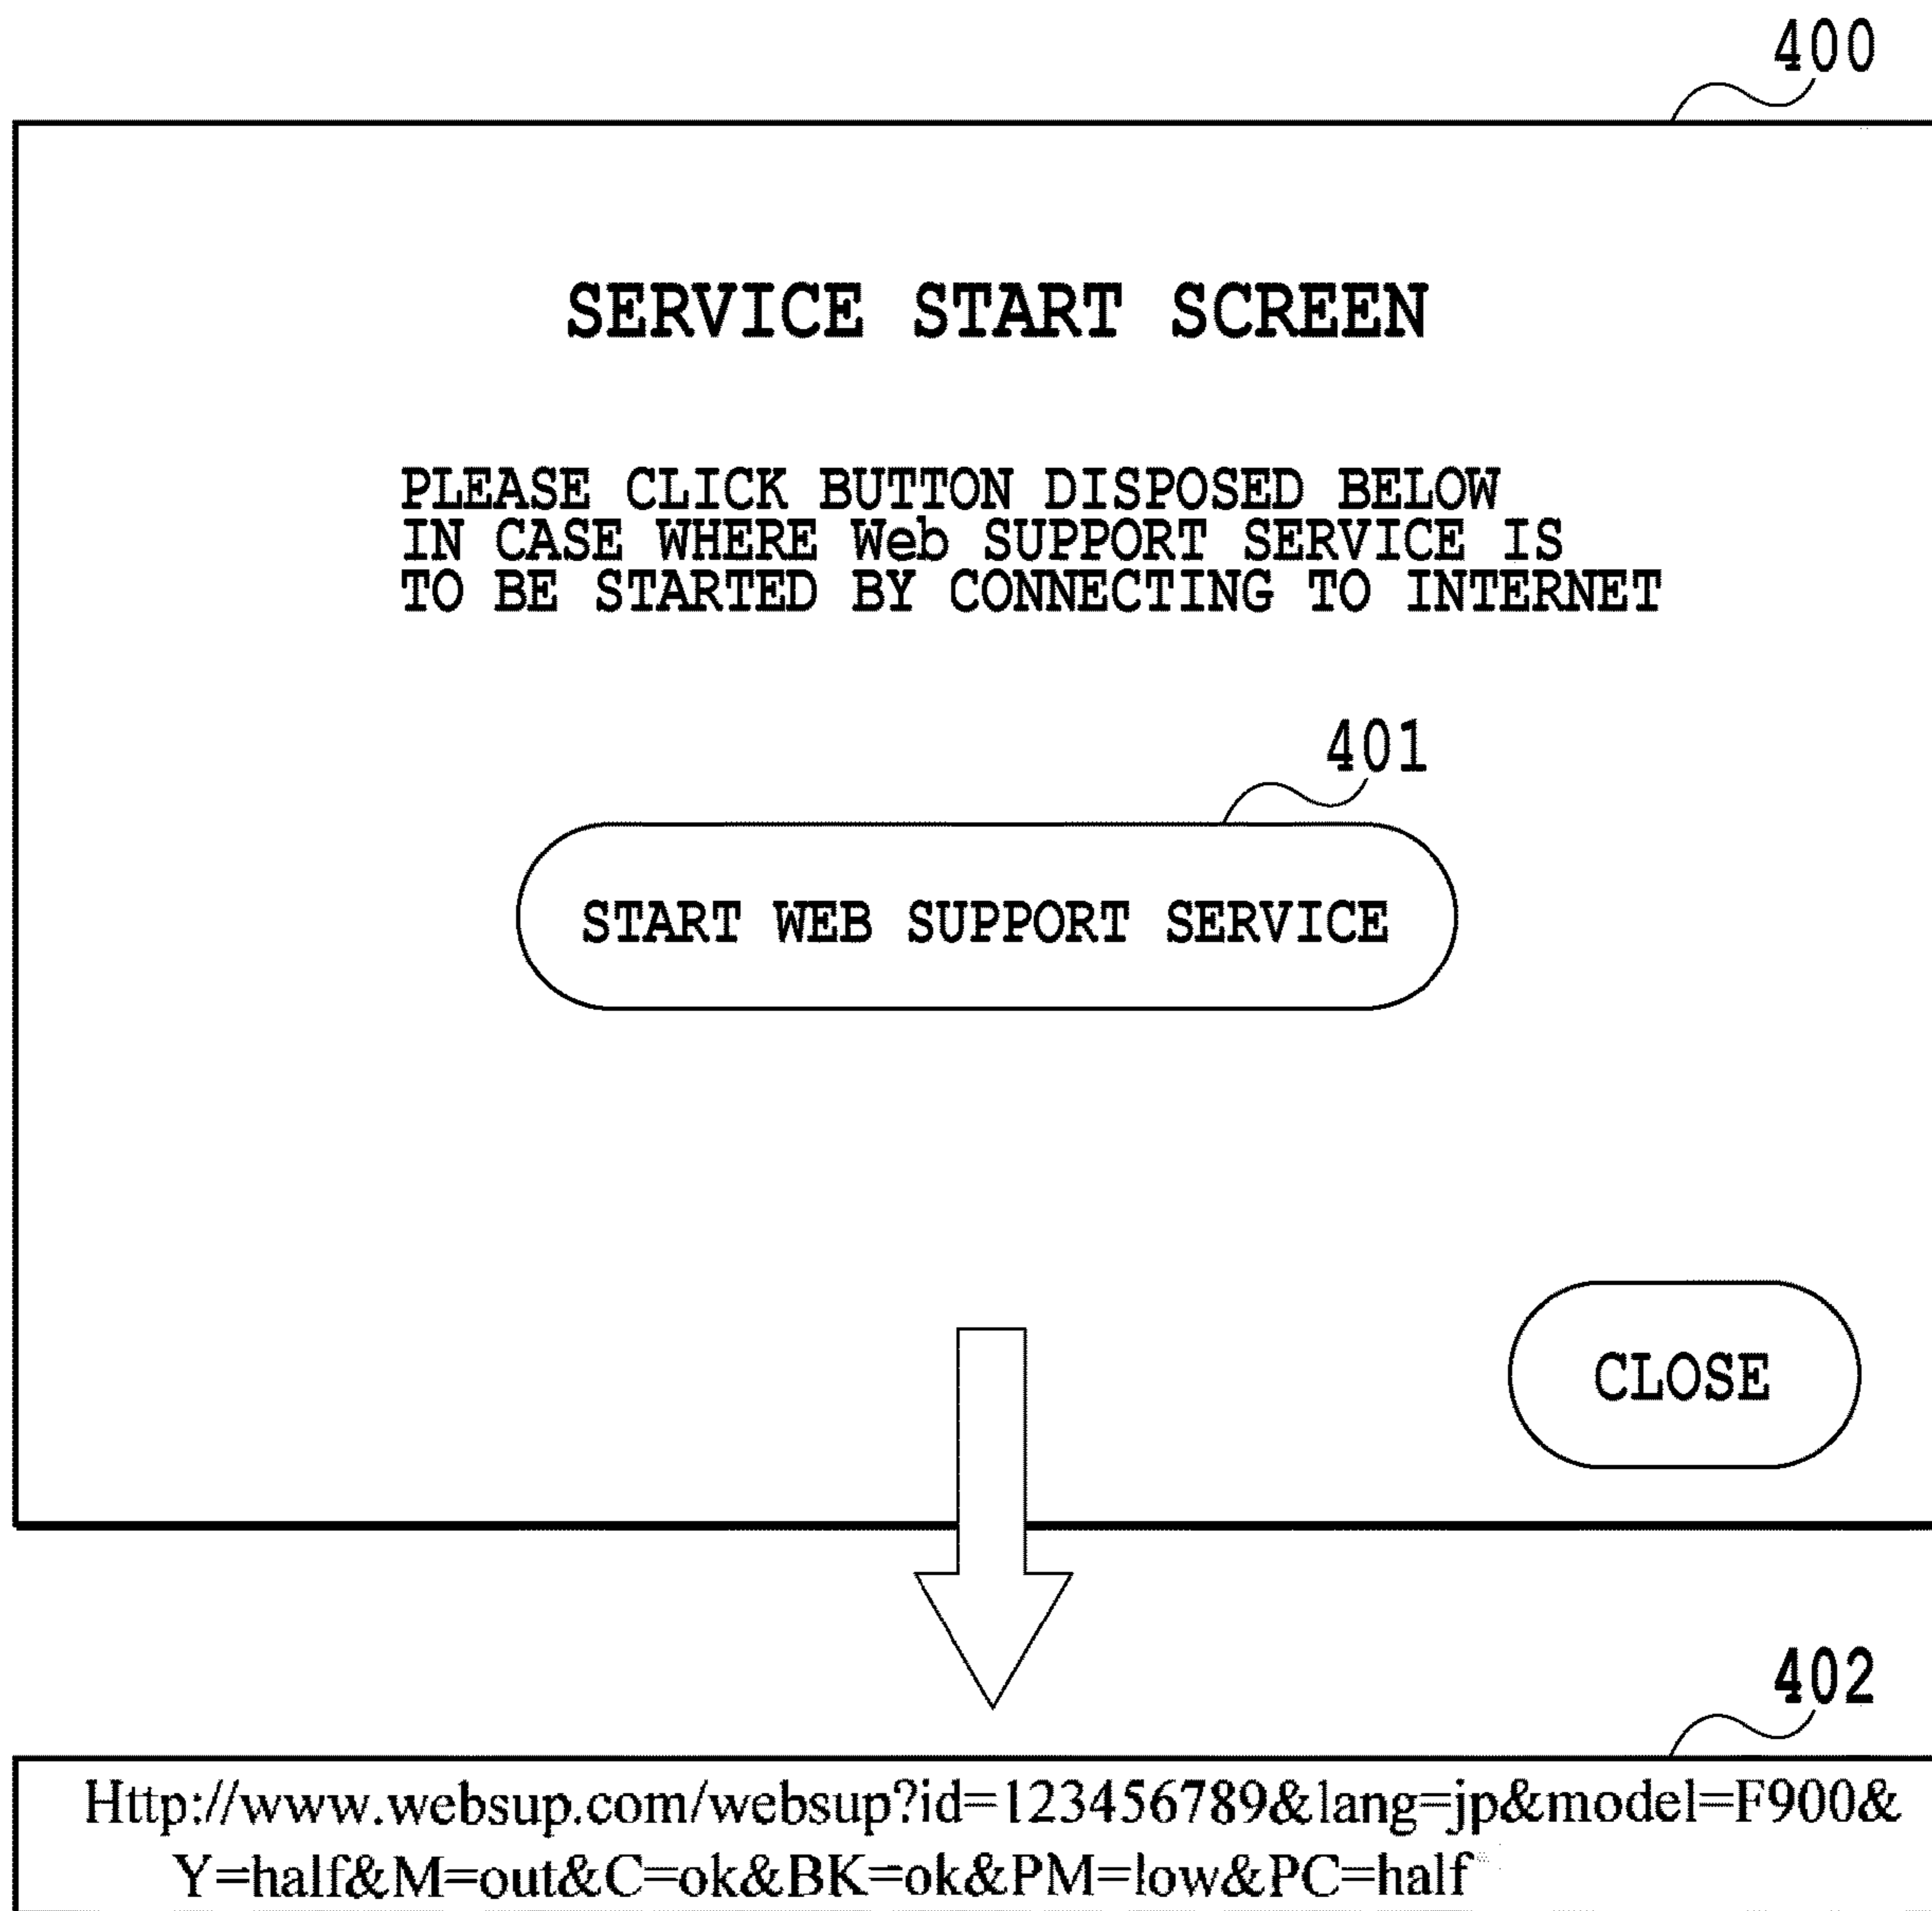 400
SERVICE START SCREEN
PLEASE CLICK BUTTON DISPOSED BELOW
IN CASE WHERE Web SUPPORT SERVICE IS
TO BE STARTED BY CONNECTING TO INTERNET
401
START WEB SUPPORT SERVICE
CLOSE
402
Http://www.websup.com/websup?id=123456789&lang=jp&model=F900&
Y=half&M=out&C=ok&BK=ok&PM=low&PC=half